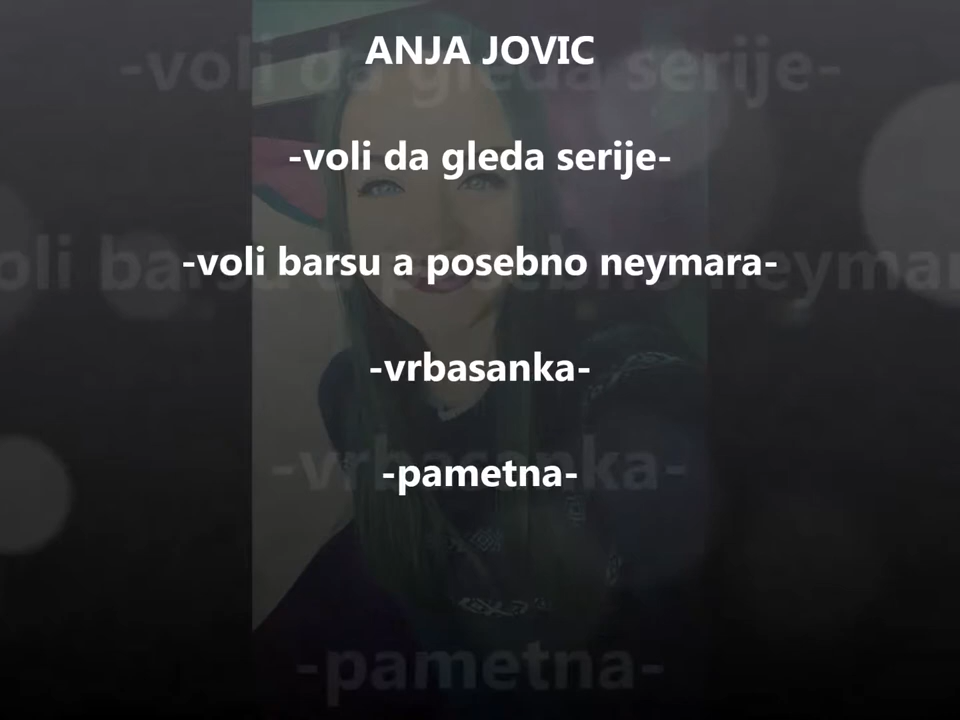 ANJA JOVIC
-voli da gleda serije-
-voli barsu a posebno neymara-
-vrbasanka-
-pametna-